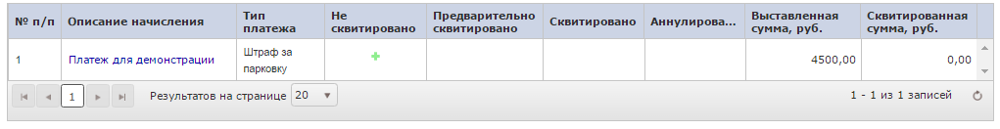 № п/п Описание начисления Тип платежа Не сквитировано Предварительно сквитировано Сквитировано Аннулирова... Выставленная сумма, руб. Сквитированная сумма, руб.
1 Платеж для демонстрации Штраф за парковку 4500,00 0,00
1 Результатов на странице 20 1 - 1 из 1 записей